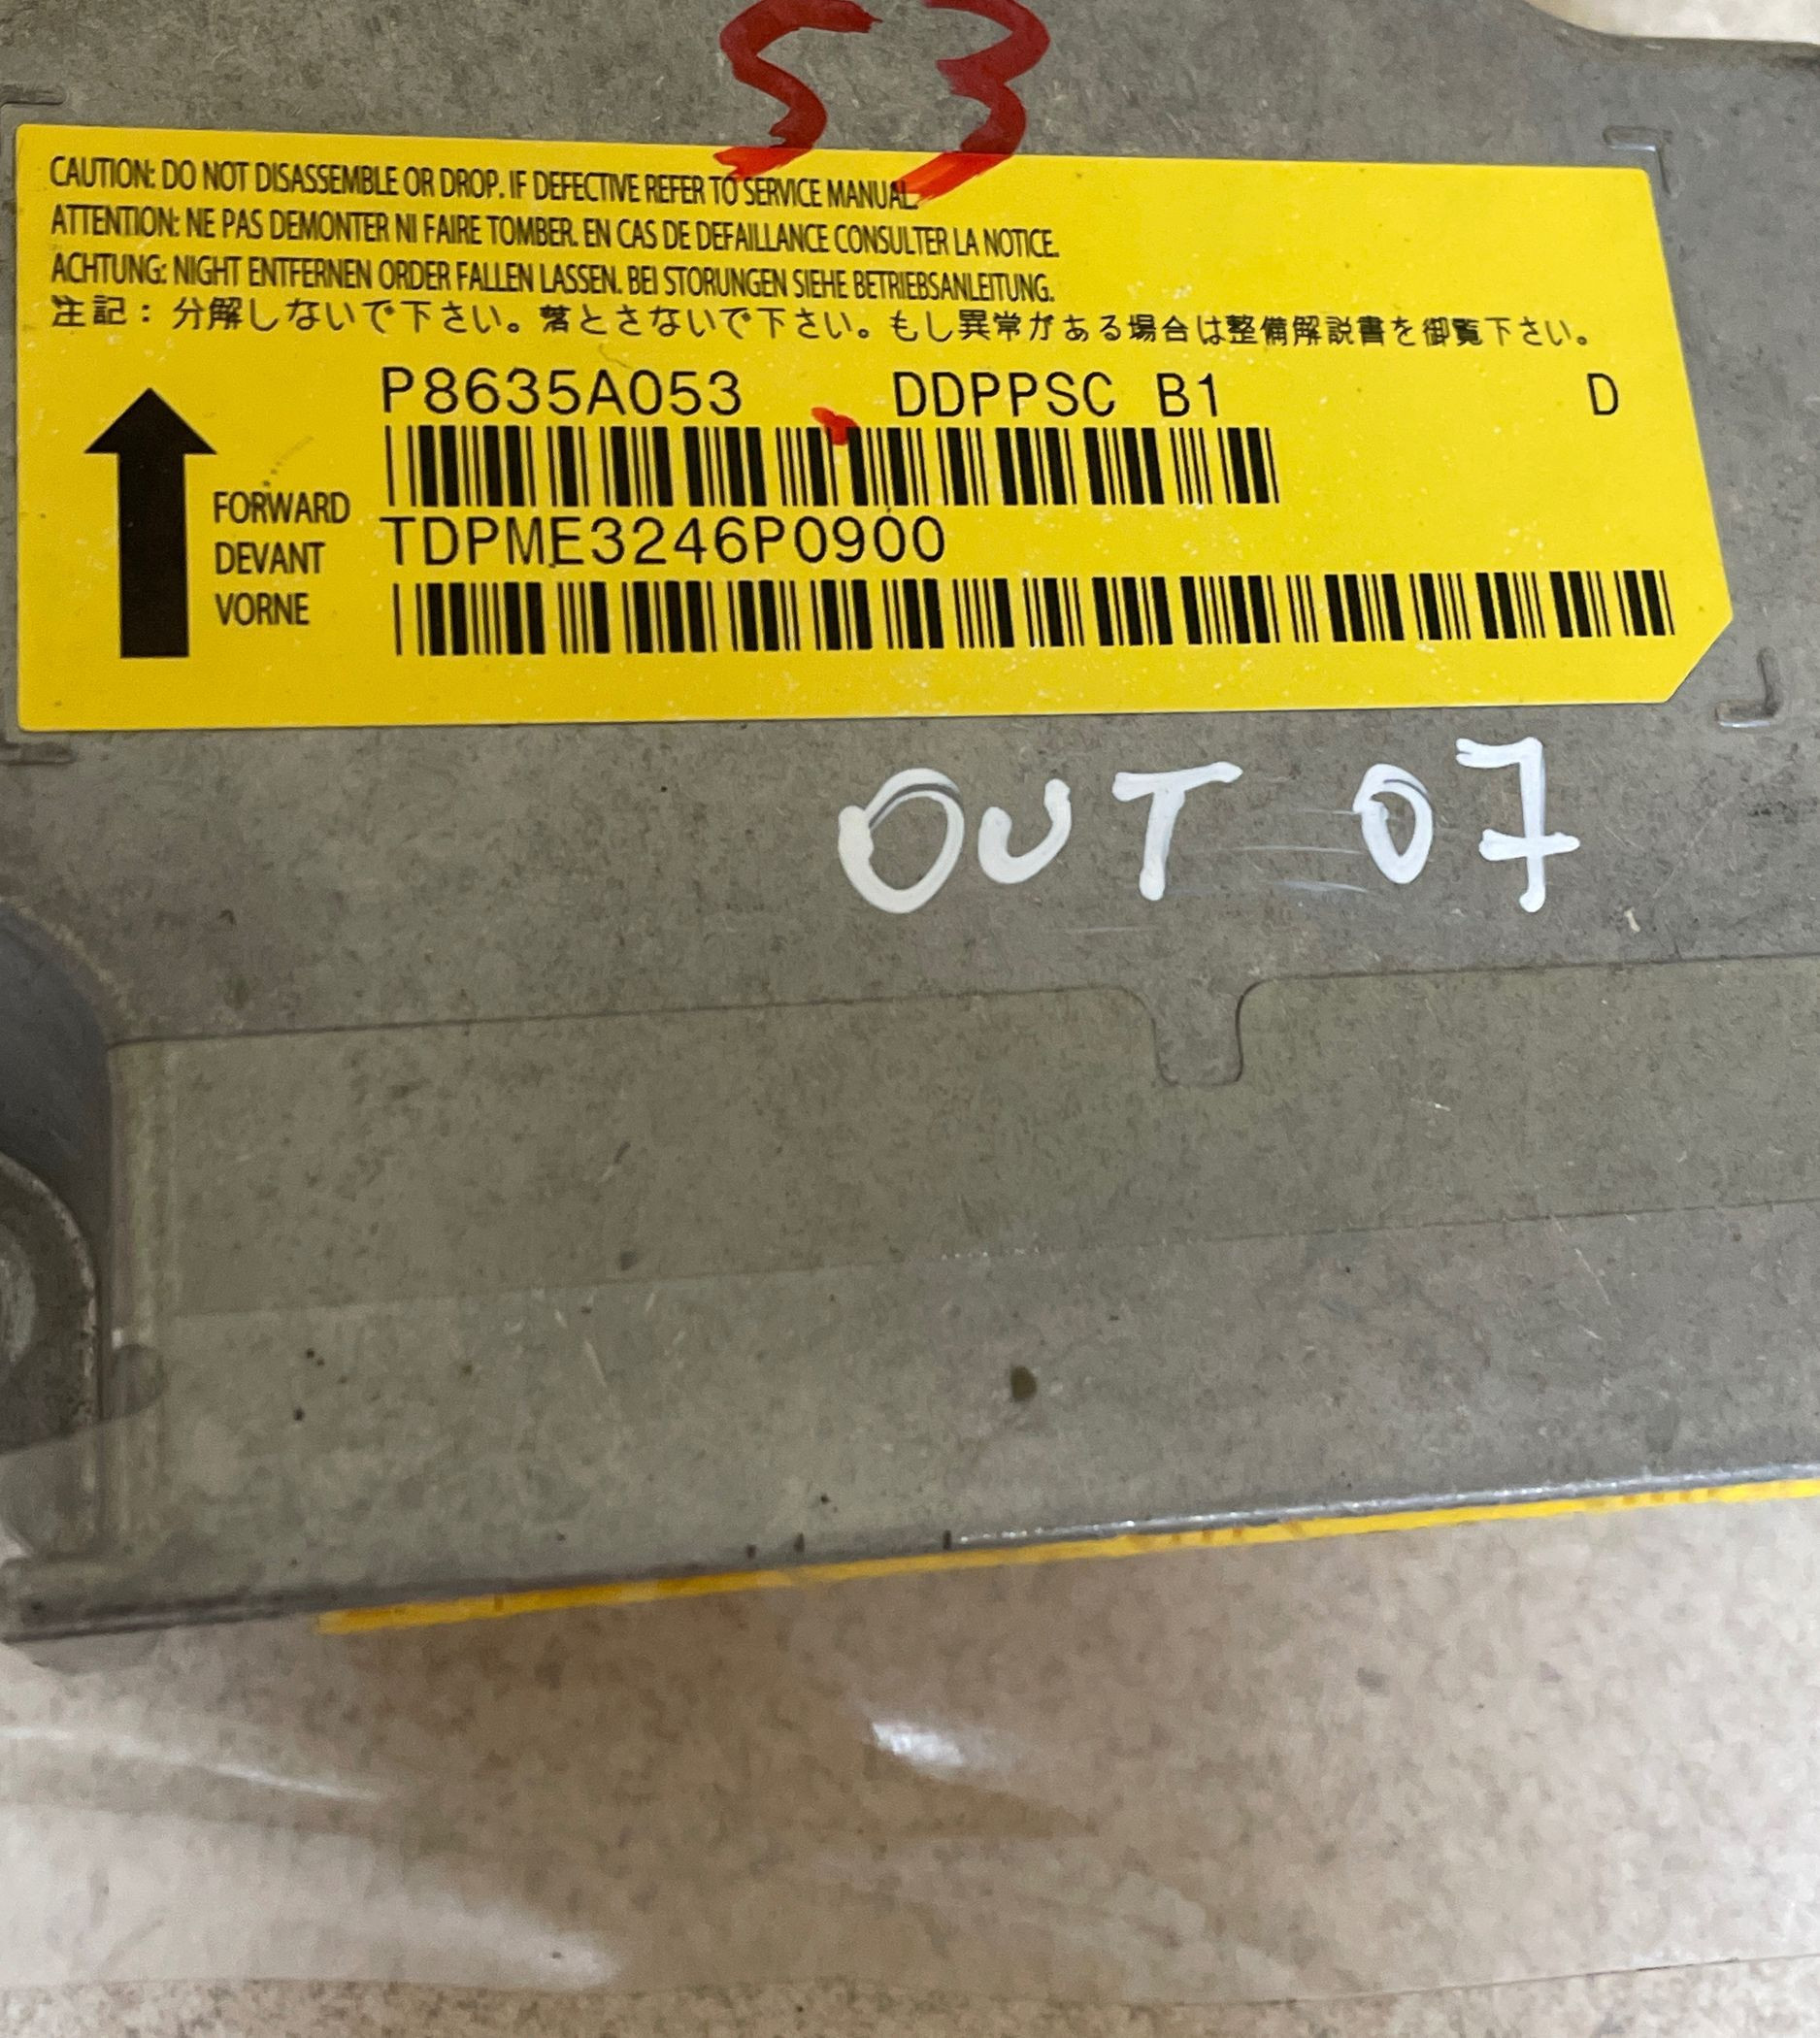 53
CAUTION: DO NOT DISASSEMBLE OR DROP. IF DEFECTIVE REFER TO SERVICE MANUAL.
ATTENTION: NE PAS DEMONTER NI FAIRE TOMBER. EN CAS DE DEFAILLANCE CONSULTER LA NOTICE.
ACHTUNG: NIGHT ENTFERNEN ORDER FALLEN LASSEN. BEI STORUNGEN SIEHE BETRIEBSANLEITUNG.
注記：分解しないで下さい。落とさないで下さい。もし異常がある場合は整備解説書を御覧下さい。
P8635A053 DDPPSC B1 D
FORWARD
DEVANT
VORNE
TDPME3246P0900
OUT 07